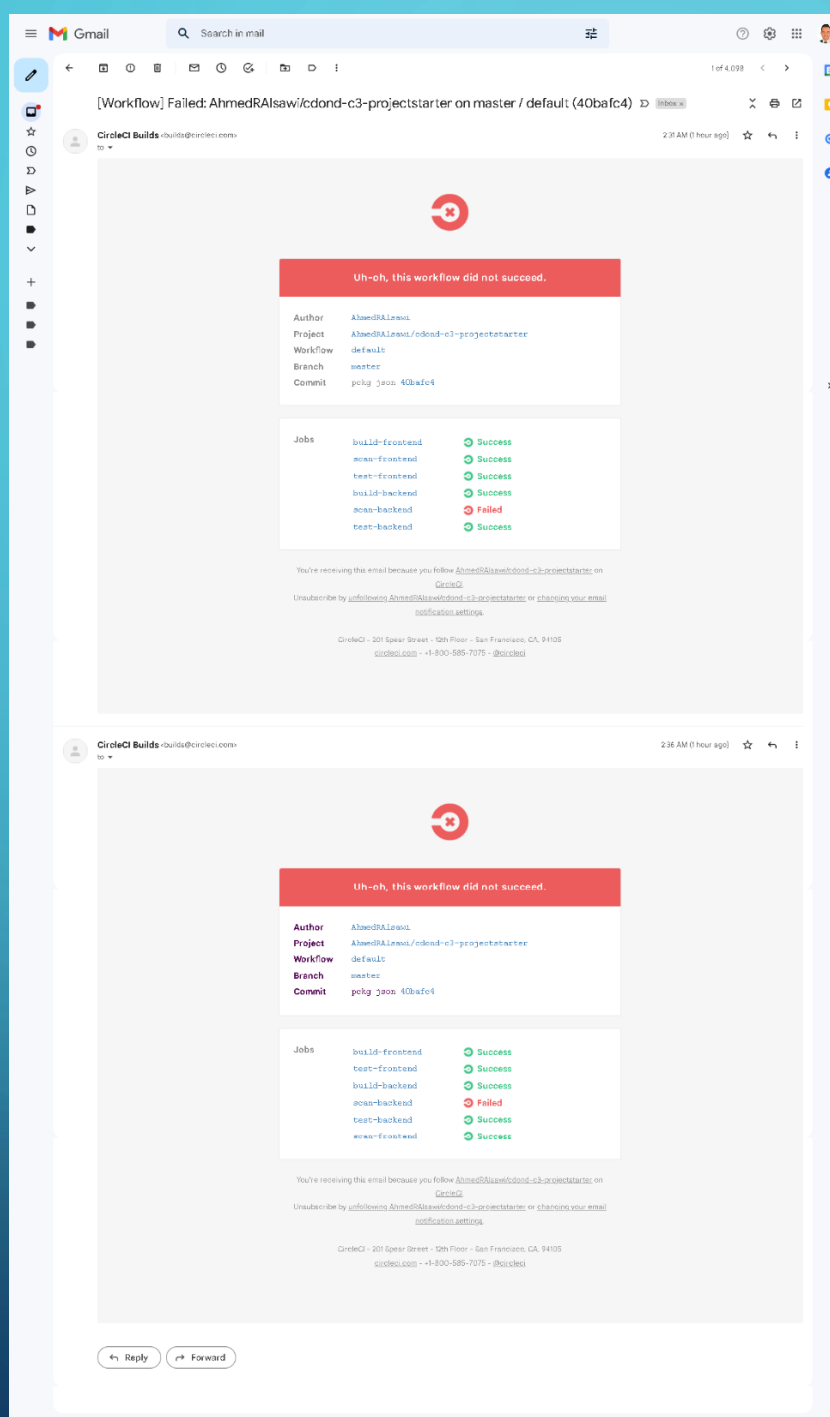 Gmail
Search in mail
1 of 4,098
[Workflow] Failed: AhmedRAlsawi/cdond-c3-projectstarter on master / default (40bafc4) Inbox ×
CircleCI Builds <builds@circleci.com>
2:31 AM (1 hour ago)
to
Uh-oh, this workflow did not succeed.
Author AhmedRAlsawi
Project AhmedRAlsawi/cdond-c3-projectstarter
Workflow default
Branch master
Commit pckg json 40bafc4
Jobs build-frontend Success
scan-frontend Success
test-frontend Success
build-backend Success
scan-backend Failed
test-backend Success
You're receiving this email because you follow AhmedRAlsawi/cdond-c3-projectstarter on
CircleCI.
Unsubscribe by unfollowing AhmedRAlsawi/cdond-c3-projectstarter or changing your email
notification settings.
CircleCI - 201 Spear Street - 12th Floor - San Francisco, CA, 94105
circleci.com - +1-800-585-7075 - @circleci
CircleCI Builds <builds@circleci.com>
2:36 AM (1 hour ago)
to
Uh-oh, this workflow did not succeed.
Author AhmedRAlsawi
Project AhmedRAlsawi/cdond-c3-projectstarter
Workflow default
Branch master
Commit pckg json 40bafc4
Jobs build-frontend Success
test-frontend Success
build-backend Success
scan-backend Failed
test-backend Success
scan-frontend Success
You're receiving this email because you follow AhmedRAlsawi/cdond-c3-projectstarter on
CircleCI.
Unsubscribe by unfollowing AhmedRAlsawi/cdond-c3-projectstarter or changing your email
notification settings.
CircleCI - 201 Spear Street - 12th Floor - San Francisco, CA, 94105
circleci.com - +1-800-585-7075 - @circleci
Reply
Forward